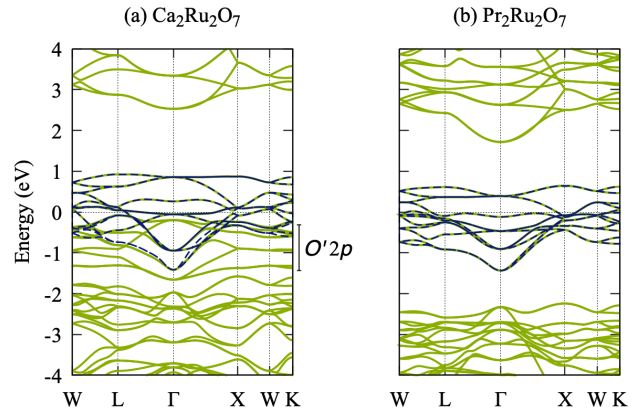 (a) Ca₂Ru₂O₇
(b) Pr₂Ru₂O₇
Energy (eV)
4
3
2
1
0
-1
-2
-3
-4
O'2p
W L Γ X W K
W L Γ X W K